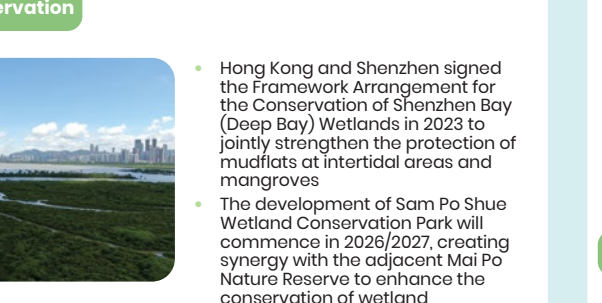 ervation
Hong Kong and Shenzhen signed
the Framework Arrangement for
the Conservation of Shenzhen Bay
(Deep Bay) Wetlands in 2023 to
jointly strengthen the protection of
mudflats at intertidal areas and
mangroves
The development of Sam Po Shue
Wetland Conservation Park will
commence in 2026/2027, creating
synergy with the adjacent Mai Po
Nature Reserve to enhance the
conservation of wetland